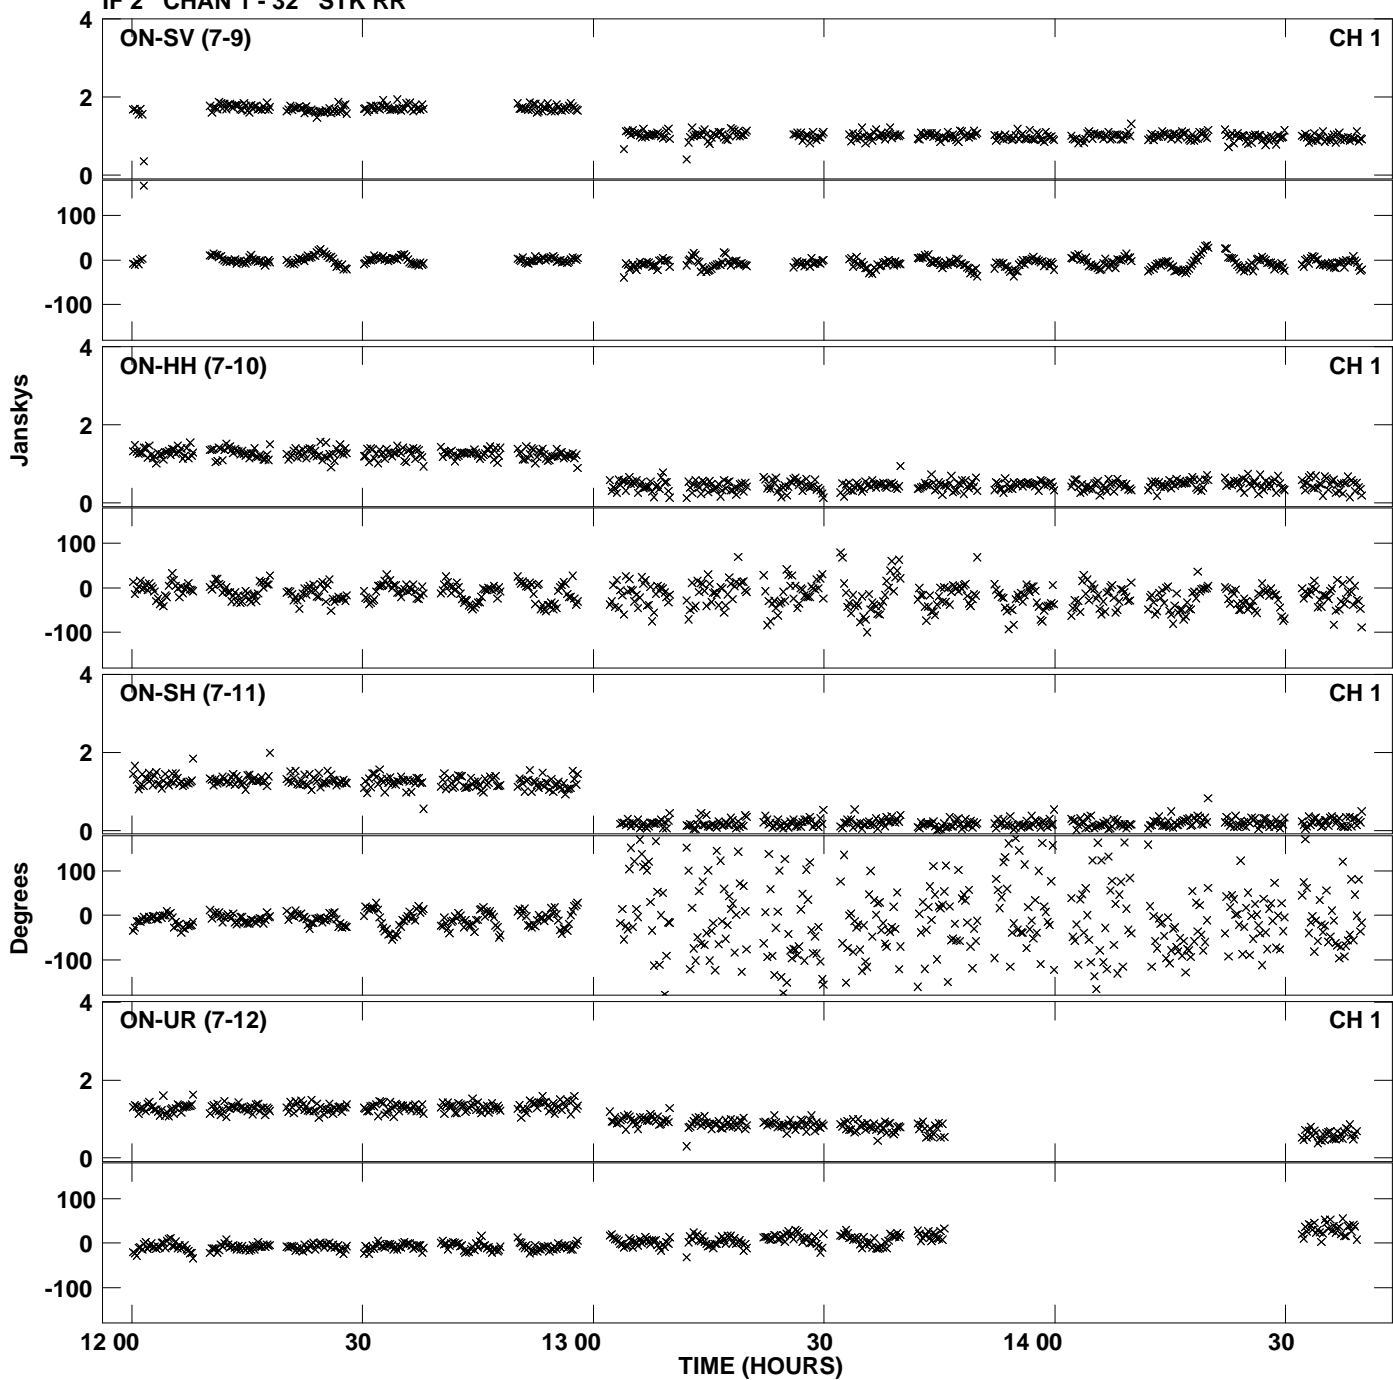 IF 2 CHAN 1 - 32 STK RR
4
ON-SV (7-9) CH 1
2
0
100
0
-100
4
ON-HH (7-10) CH 1
2
0
100
0
-100
Janskys
4
ON-SH (7-11) CH 1
2
0
100
0
-100
Degrees
4
ON-UR (7-12) CH 1
2
0
100
0
-100
12 00 30 13 00 30 14 00 30
TIME (HOURS)